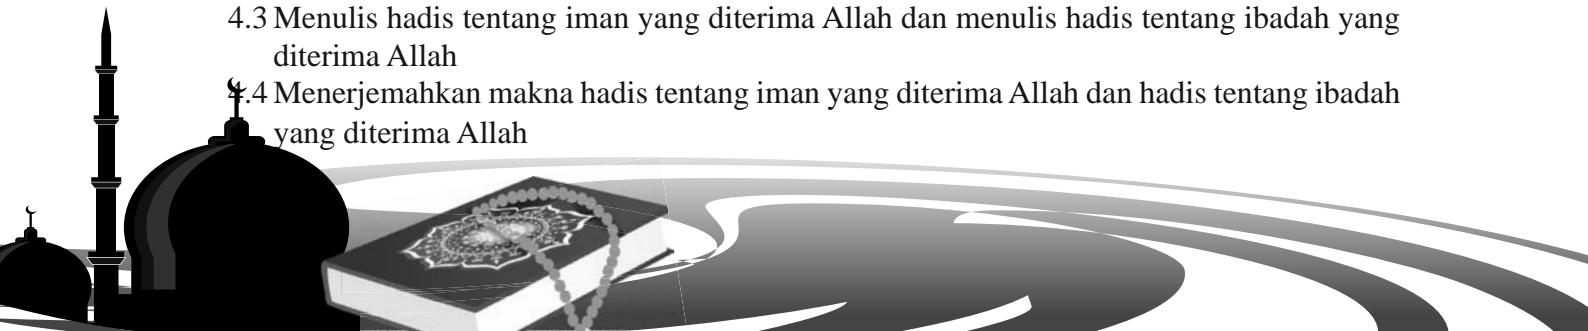 4.3 Menulis hadis tentang iman yang diterima Allah dan menulis hadis tentang ibadah yang
diterima Allah
4.4 Menerjemahkan makna hadis tentang iman yang diterima Allah dan hadis tentang ibadah
yang diterima Allah